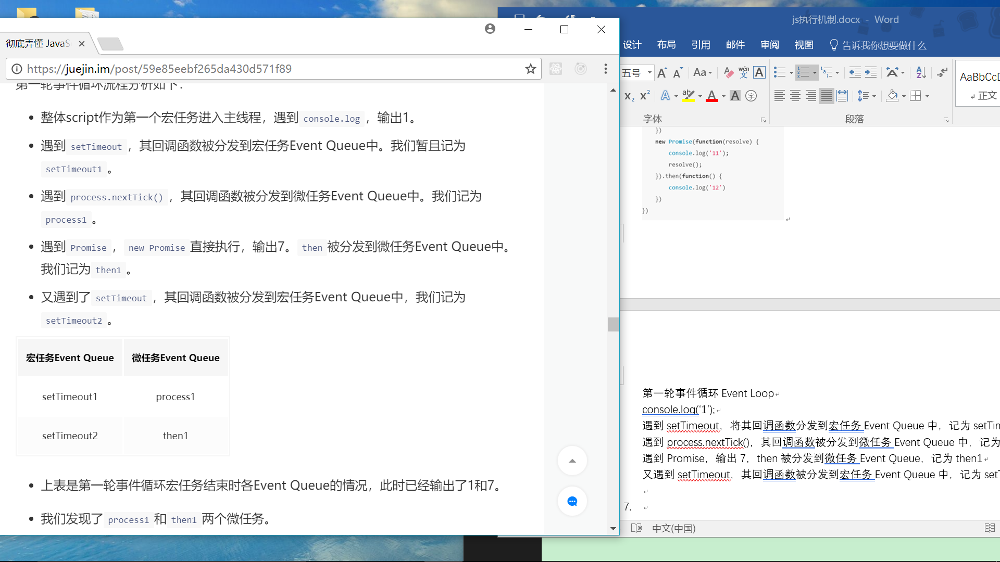 彻底弄懂 JavaS
https://juejin.im/post/59e85eebf265da430d571f89
第一轮事件循环流程分析如下：
整体script作为第一个宏任务进入主线程，遇到 console.log ，输出1。
遇到 setTimeout ，其回调函数被分发到宏任务Event Queue中。我们暂且记为
setTimeout1 。
遇到 process.nextTick() ，其回调函数被分发到微任务Event Queue中。我们记为
process1 。
遇到 Promise ， new Promise 直接执行，输出7。 then 被分发到微任务Event Queue中。
我们记为 then1 。
又遇到了 setTimeout ，其回调函数被分发到宏任务Event Queue中，我们记为
setTimeout2 。
宏任务Event Queue 微任务Event Queue
setTimeout1 process1
setTimeout2 then1
上表是第一轮事件循环宏任务结束时各Event Queue的情况，此时已经输出了1和7。
我们发现了 process1 和 then1 两个微任务。
js执行机制.docx - Word
设计 布局 引用 邮件 审阅 视图 告诉我你想要做什么
五号 Aa wén 文 A
X₂ X² A ab A A 字
AaBbCcD
正文
字体 段落
})
new Promise(function(resolve) {
console.log('11');
resolve();
}).then(function() {
console.log('12')
})
})
第一轮事件循环 Event Loop
console.log('1');
遇到 setTimeout，将其回调函数分发到宏任务 Event Queue 中，记为 setTim
遇到 process.nextTick()，其回调函数被分发到微任务 Event Queue 中，记为
遇到 Promise，输出 7，then 被分发到微任务 Event Queue，记为 then1
又遇到 setTimeout，其回调函数被分发到宏任务 Event Queue 中，记为 setT
7.
中文(中国)